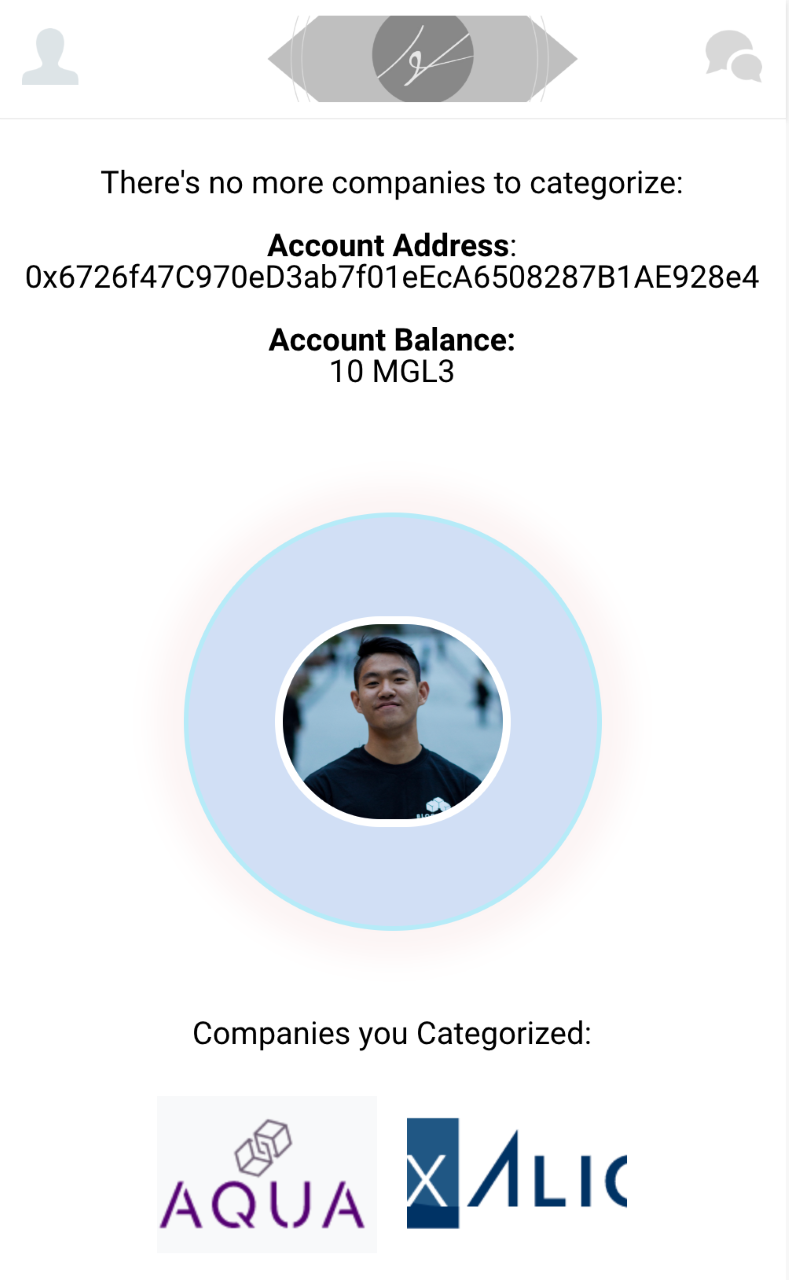 There's no more companies to categorize:
Account Address:
0x6726f47C970eD3ab7f01eEcA6508287B1AE928e4
Account Balance:
10 MGL3
Companies you Categorized:
AQUA
X ALIC